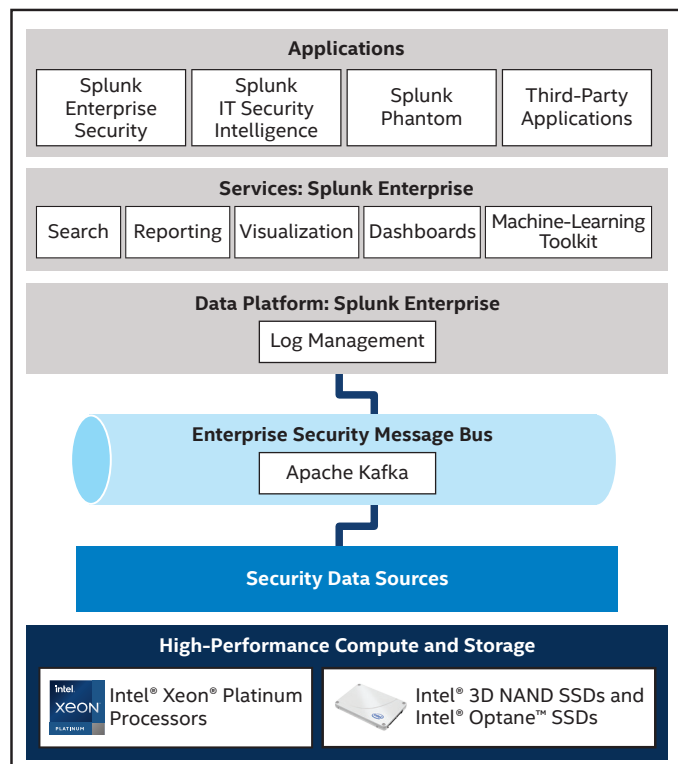 Applications
Splunk
Enterprise
Security
Splunk
IT Security
Intelligence
Splunk
Phantom
Third-Party
Applications
Services: Splunk Enterprise
Search
Reporting
Visualization
Dashboards
Machine-Learning
Toolkit
Data Platform: Splunk Enterprise
Log Management
Enterprise Security Message Bus
Apache Kafka
Security Data Sources
High-Performance Compute and Storage
intel
XEON
PLATINUM
Intel® Xeon® Platinum
Processors
Intel® 3D NAND SSDs and
Intel® Optane™ SSDs